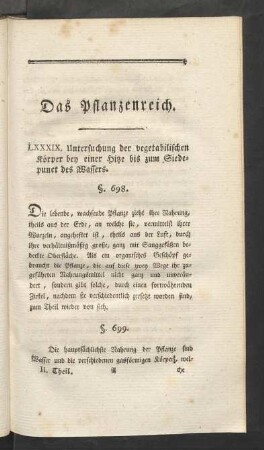 Das Pflanzenreich.
LXXXIX. Untersuchung der vegetabilischen
Körper bey einer Hitze bis zum Siede-
punct des Wassers.
§. 698.
Die lebende, wachsende Pflanze zieht ihre Nahrung,
theils aus der Erde, an welche sie, vermittelst ihrer
Wurzeln, angeheftet ist, theils aus der Luft, durch
ihre verhältnißmäßig große, ganz mit Sauggefäßen be-
deckte Oberfläche. Als ein organisches Geschöpf ge-
braucht die Pflanze, die auf diese zwey Wege ihr zu-
geführten Nahrungsmittel nicht ganz und unverän-
dert, sondern gibt solche, durch einen fortwährenden
Zirkel, nachdem sie verschiedentlich zersetzt worden sind,
zum Theil wieder von sich.
§. 699.
Die hauptsächlichste Nahrung der Pflanze sind
Wasser und die verschiedenen gasförmigen Körper, wel-
II. Theil. A che